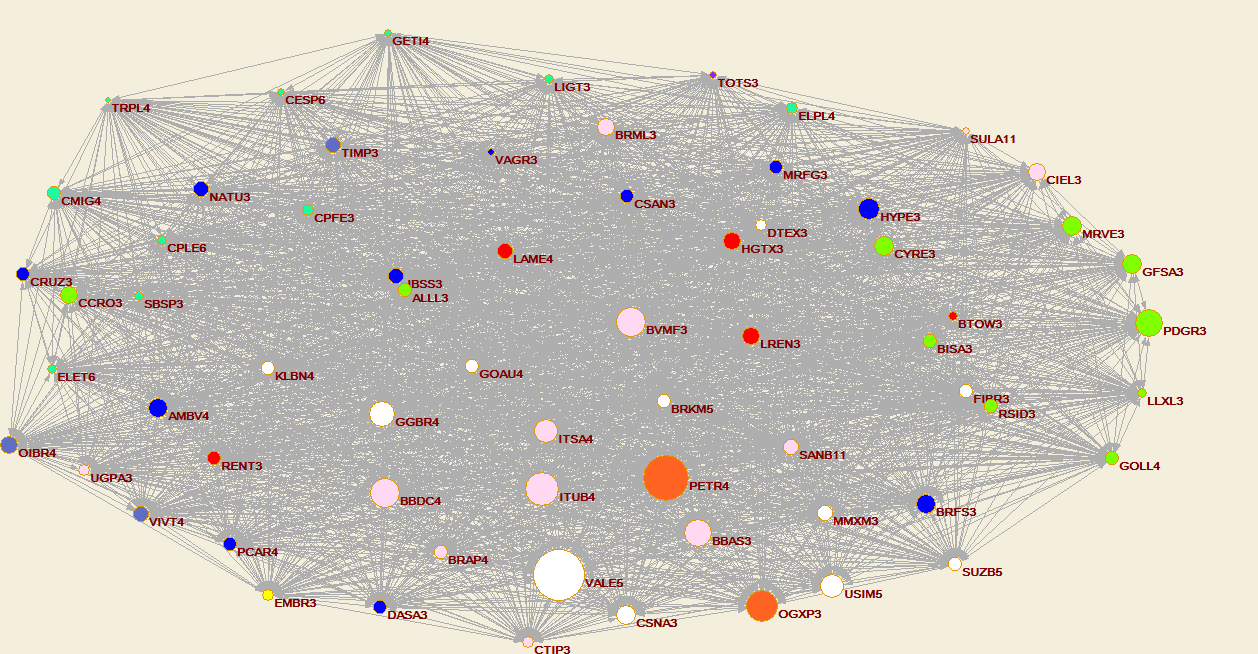 GETI4
LIGT3
TOTS3
CESP6
TRPL4
ELPL4
BRML3
SULA11
TIMP3
VAGR3
MRFG3
CIEL3
NATU3
CMIG4
CSAN3
CPFE3
HYPE3
DTEX3
MRVE3
CPLE6
HGTX3
CYRE3
LAME4
GFSA3
CRUZ3
UBSS3
ALLL3
CCRO3
SBSP3
BTOW3
BVMF3
PDGR3
LREN3
BISA3
KLBN4
GOAU4
ELET6
FIBR3
LLXL3
BRKM5
RSID3
AMBV4
GGBR4
ITSA4
OIBR4
SANB11
RENT3
GOLL4
UGPA3
PETR4
BBDC4
ITUB4
BRFS3
VIVT4
MMXM3
BBAS3
PCAR4
BRAP4
SUZB5
VALE5
USIM5
EMBR3
DASA3
OGXP3
CSNA3
CTIP3